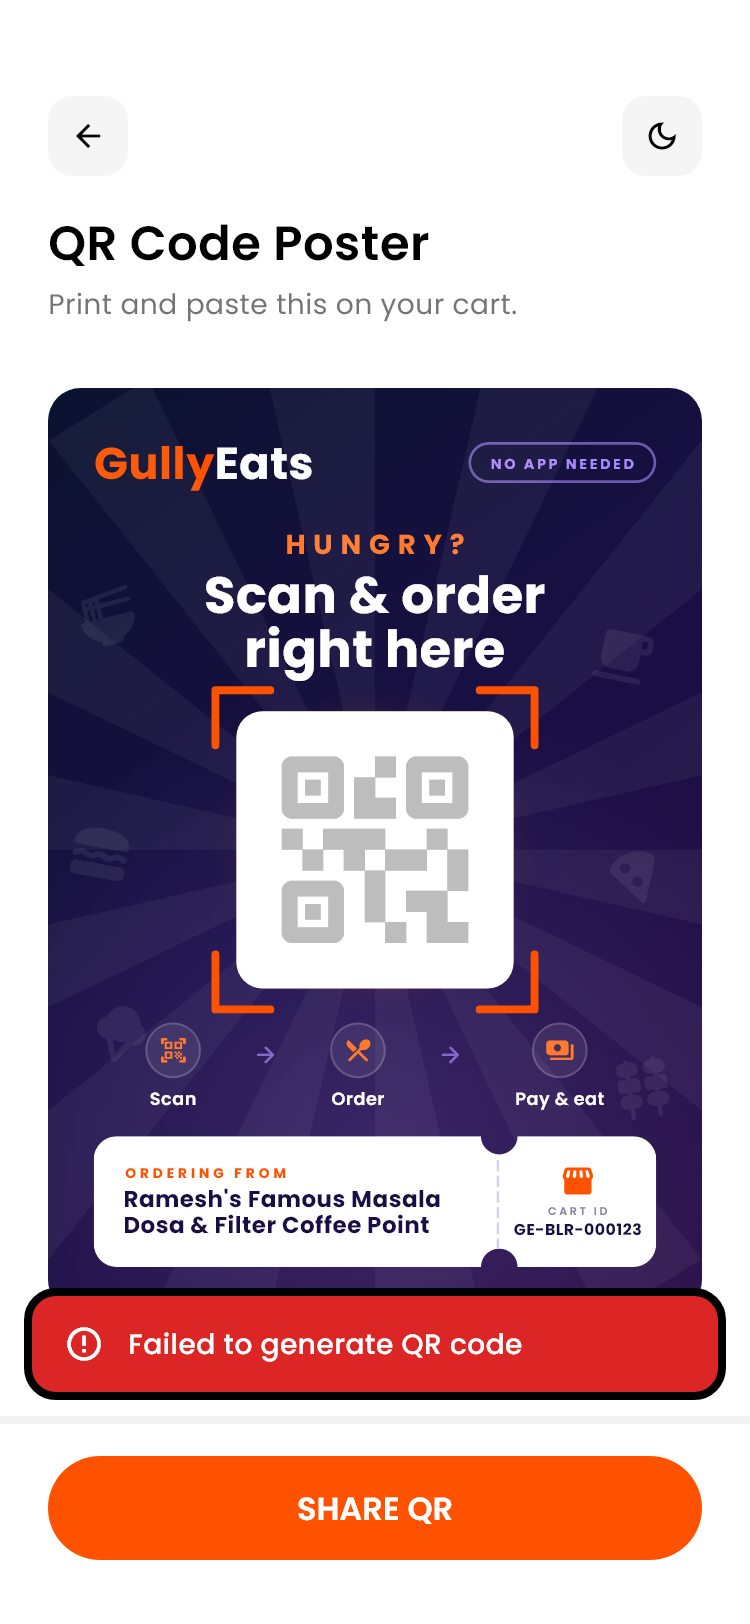 QR Code Poster
Print and paste this on your cart.
GullyEats
NO APP NEEDED
HUNGRY?
Scan & order
right here
Scan
Order
Pay & eat
ORDERING FROM
Ramesh's Famous Masala
Dosa & Filter Coffee Point
CART ID
GE-BLR-000123
Failed to generate QR code
SHARE QR